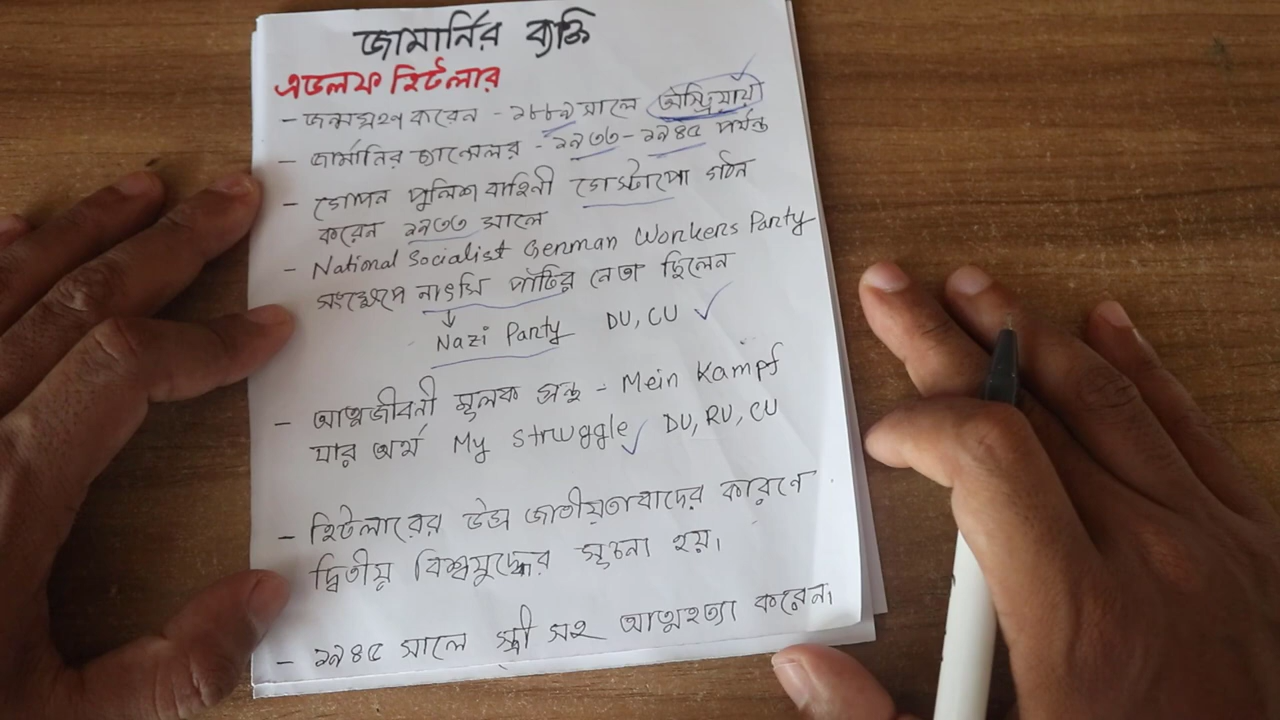 জার্মানির ব্যক্তি
এডলফ হিটলার
- জন্মগ্রহণ করেন - ১৮৮৯ সালে অস্ট্রিয়ায়
- জার্মানির চ্যান্সেলর - ১৯৩৩ - ১৯৪৫ পর্যন্ত
- গোপন পুলিশ বাহিনী গেস্টাপো গঠন
করেন ১৯৩৩ সালে
- National Socialist German Workers Party
সংক্ষেপে নাৎসি পার্টির নেতা ছিলেন
Nazi Party DU, CU
- আত্মজীবনী মূলক গ্রন্থ - Mein Kampf
যার অর্থ My struggle DU, RU, CU
- হিটলারের উগ্র জাতীয়তাবাদের কারণে
দ্বিতীয় বিশ্বযুদ্ধের সূচনা হয়।
- ১৯৪৫ সালে স্ত্রী সহ আত্মহত্যা করেন।